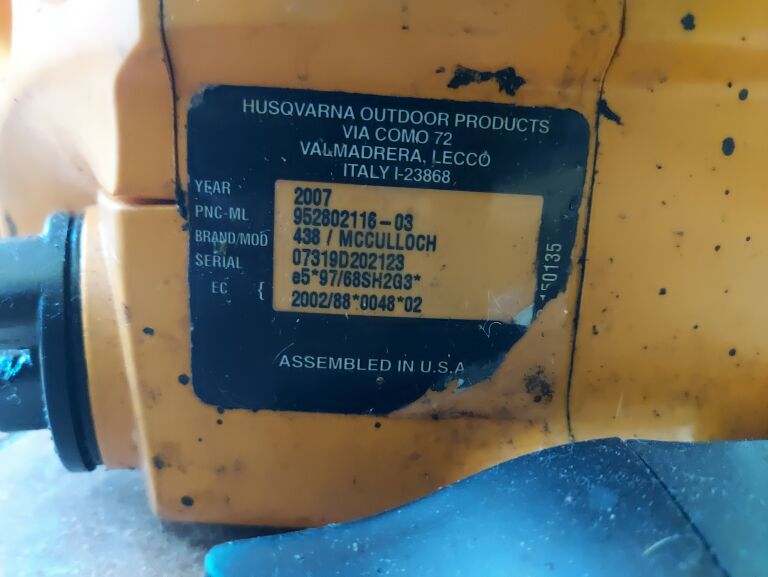 HUSQVARNA OUTDOOR PRODUCTS
VIA COMO 72
VALMADRERA, LECCO
ITALY I-23868
YEAR 2007
PNC-ML 952802116-03
BRAND/MOD 438 / MCCULLOCH
SERIAL 07319D202123
EC { e5*97/68SH2G3*
2002/88*0048*02
ASSEMBLED IN U.S.A